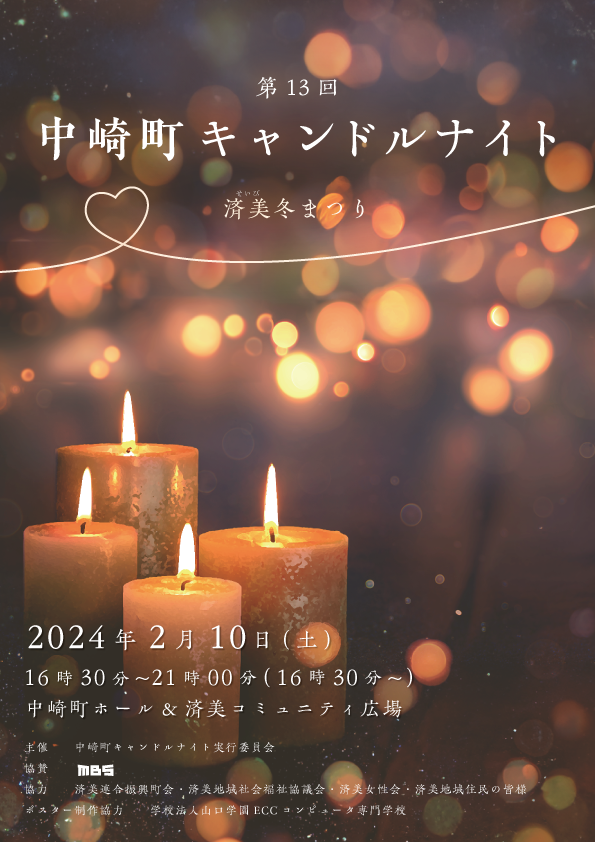 第13回
中崎町キャンドルナイト
せいび
済美冬まつり
2024年2月10日(土)
16時30分~21時00分(16時30分~)
中崎町ホール&済美コミュニティ広場
主催 中崎町キャンドルナイト実行委員会
協賛 MBS
協力 済美連合振興町会・済美地域社会福祉協議会・済美女性会・済美地域住民の皆様
ポスター制作協力 学校法人山口学園ECCコンピュータ専門学校